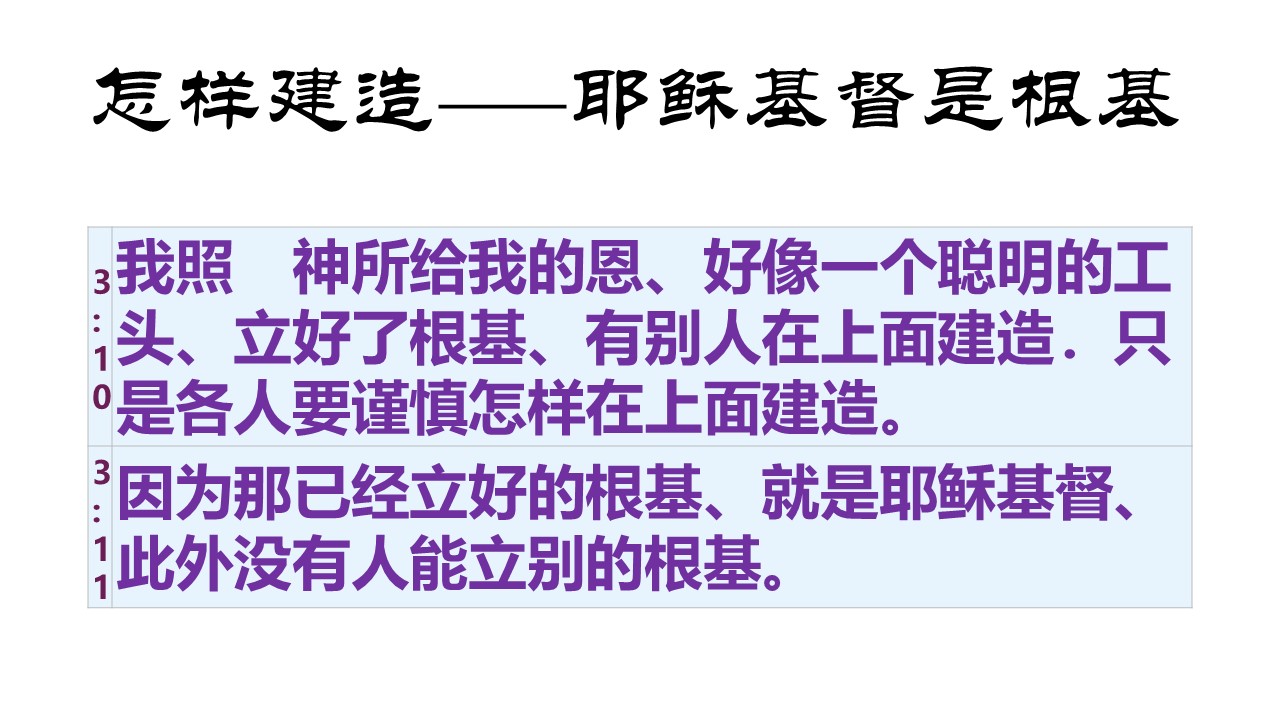 怎样建造——耶稣基督是根基
3:10
我照　神所给我的恩、好像一个聪明的工
头、立好了根基、有别人在上面建造．只
是各人要谨慎怎样在上面建造。
3:11
因为那已经立好的根基、就是耶稣基督、
此外没有人能立别的根基。